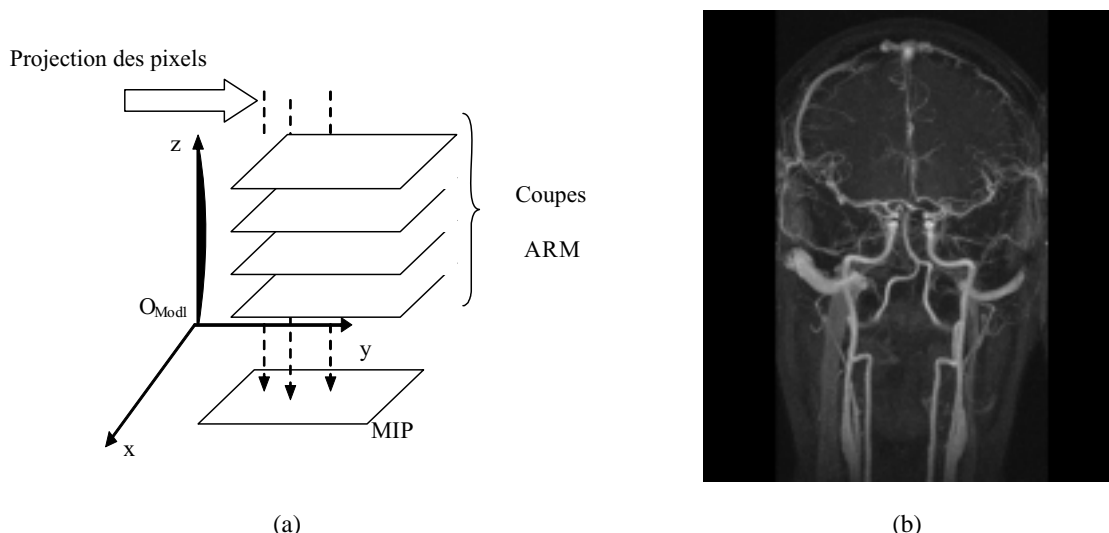 Projection des pixels
z
Coupes
ARM
O_Modl
y
x
MIP
(a)
(b)